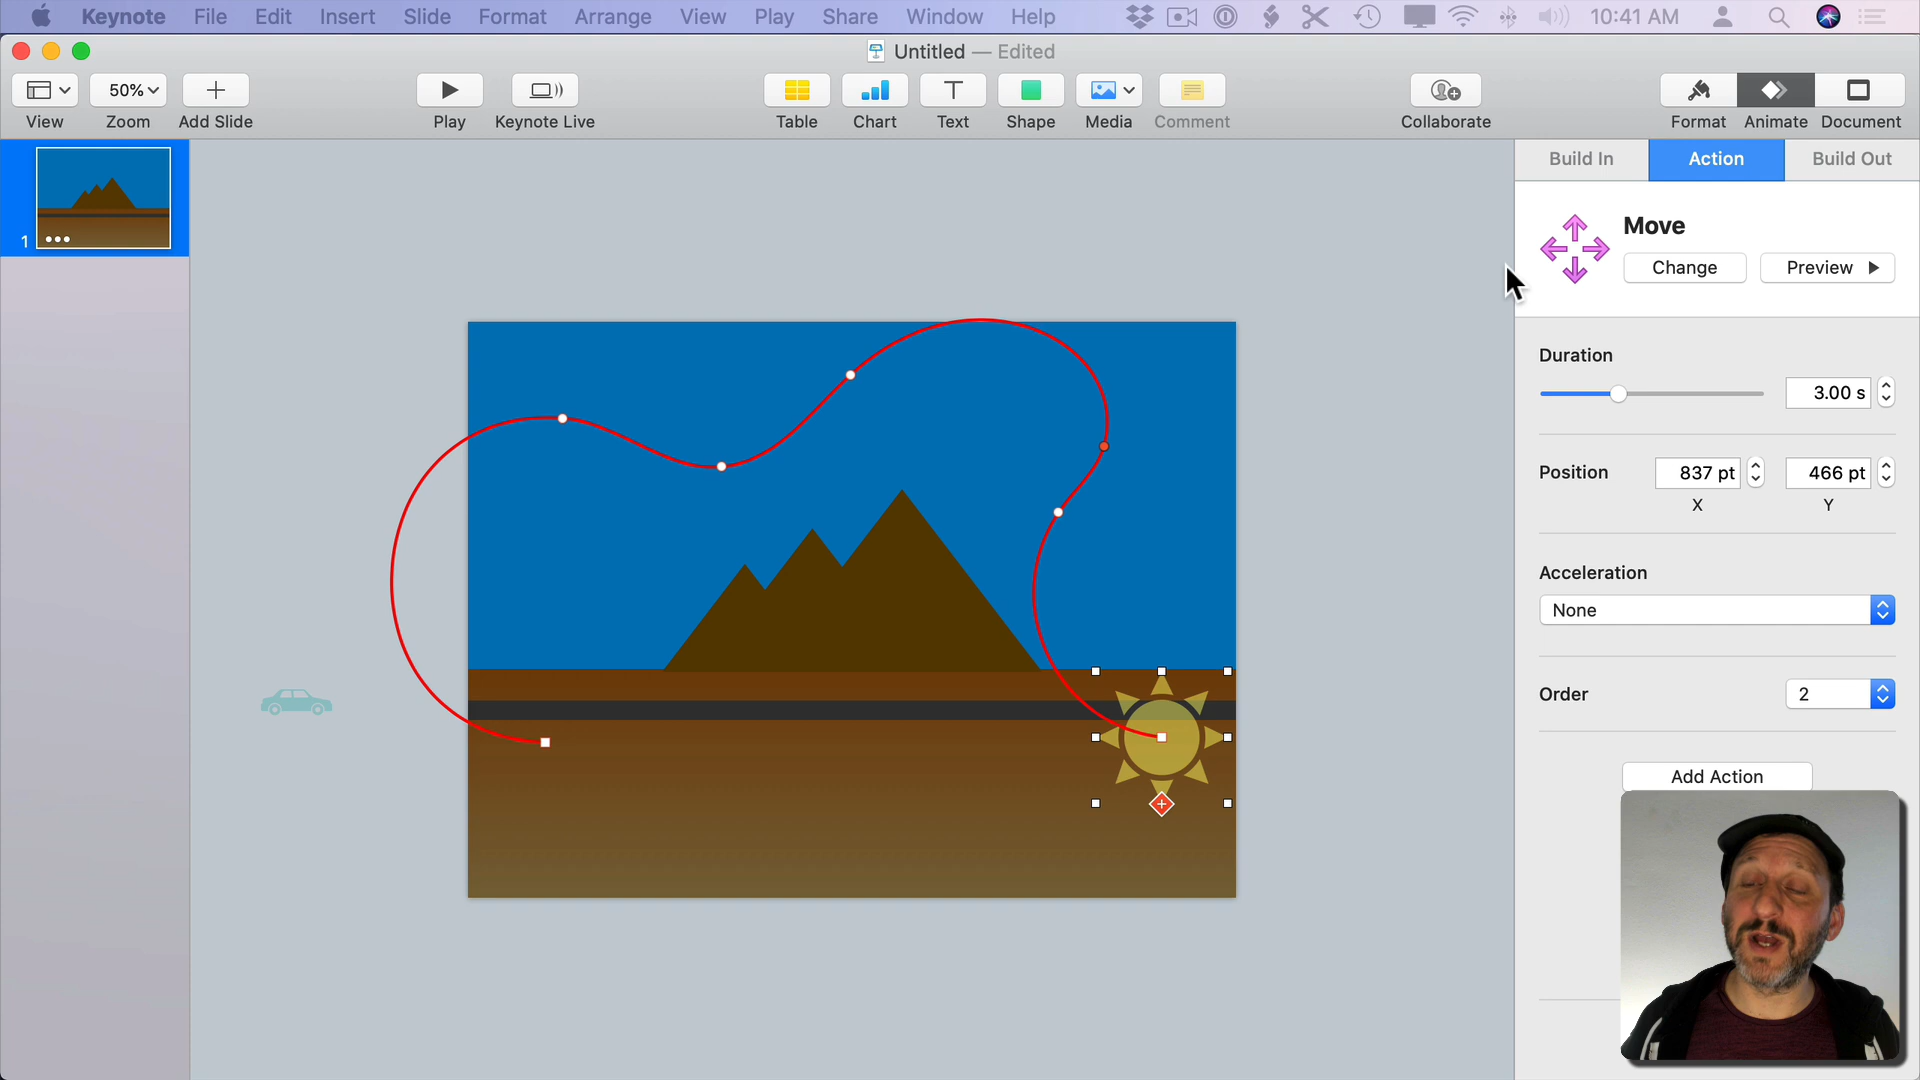 Keynote File Edit Insert Slide Format Arrange View Play Share Window Help 10:41 AM
Untitled — Edited
50%
View Zoom Add Slide Play Keynote Live Table Chart Text Shape Media Comment Collaborate Format Animate Document
Build In Action Build Out
1
Move
Change Preview
Duration
3.00 s
Position 837 pt 466 pt
X Y
Acceleration
None
Order 2
Add Action